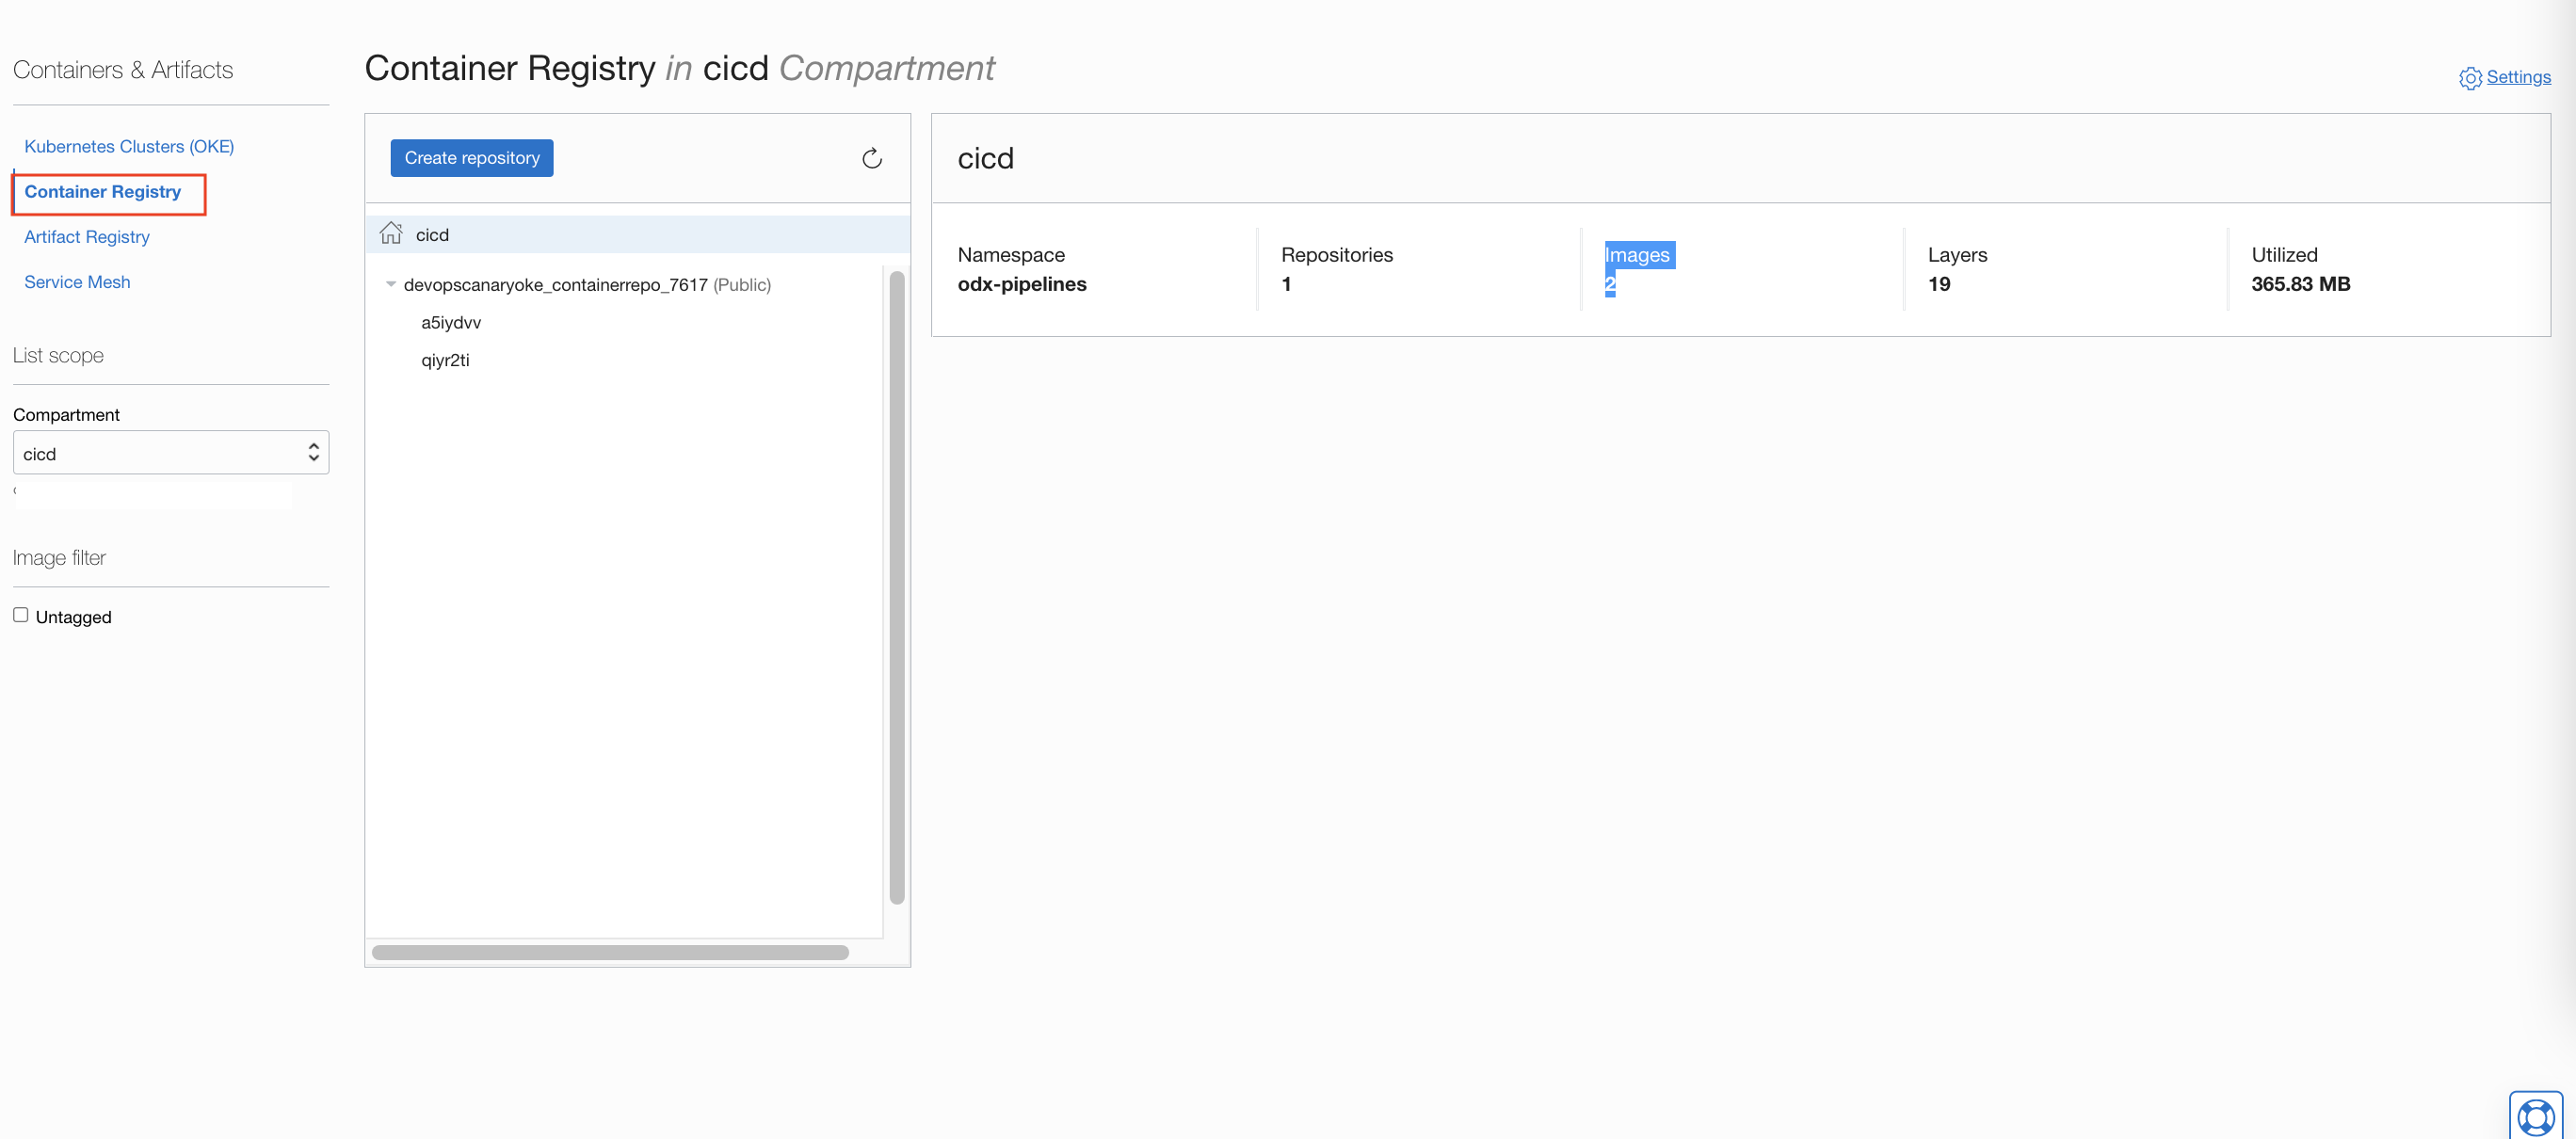 Containers & Artifacts
Kubernetes Clusters (OKE)
Container Registry
Artifact Registry
Service Mesh
List scope
Compartment
cicd
Image filter
Untagged
Container Registry in cicd Compartment
Settings
Create repository
cicd
devopscanaryoke_containerrepo_7617 (Public)
a5iydvv
qiyr2ti
cicd
Namespace
odx-pipelines
Repositories
1
Images
2
Layers
19
Utilized
365.83 MB